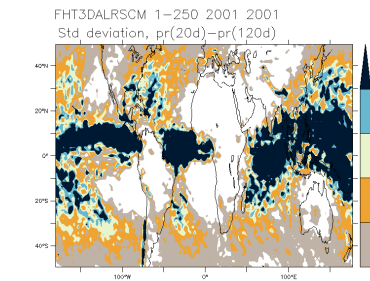 FHT3DALRSCM 1-250 2001 2001
Std deviation, pr(20d)-pr(120d)
40°N
20°N
0°
20°S
40°S
100°W
0°
100°E